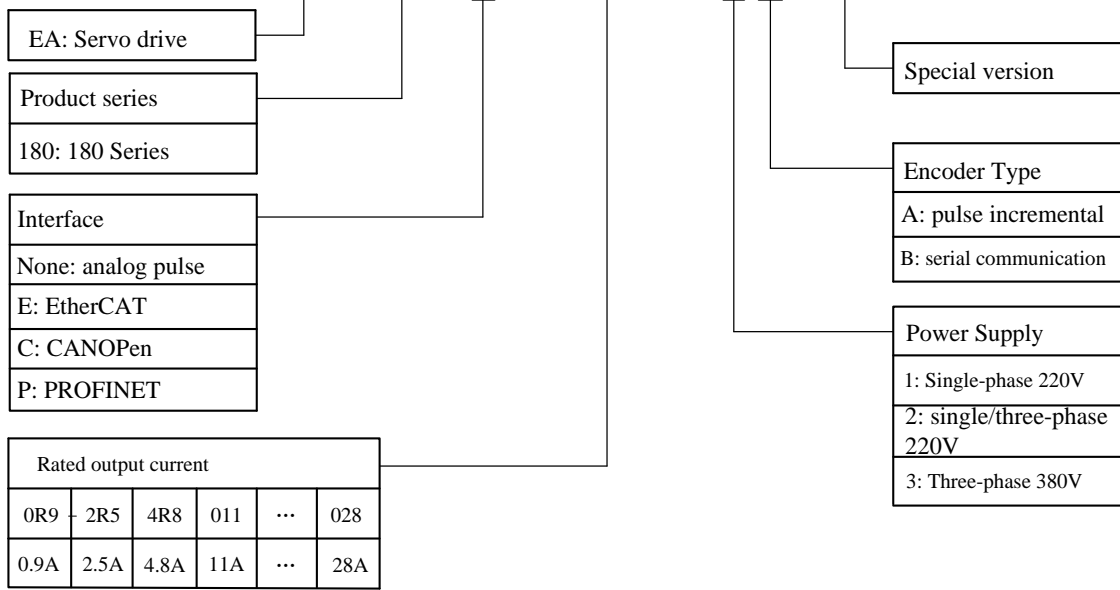 EA: Servo drive
Product series
180: 180 Series
Interface
None: analog pulse
E: EtherCAT
C: CANOPen
P: PROFINET
Rated output current
0R9 2R5 4R8 011 ··· 028
0.9A 2.5A 4.8A 11A ··· 28A
Special version
Encoder Type
A: pulse incremental
B: serial communication
Power Supply
1: Single-phase 220V
2: single/three-phase
220V
3: Three-phase 380V